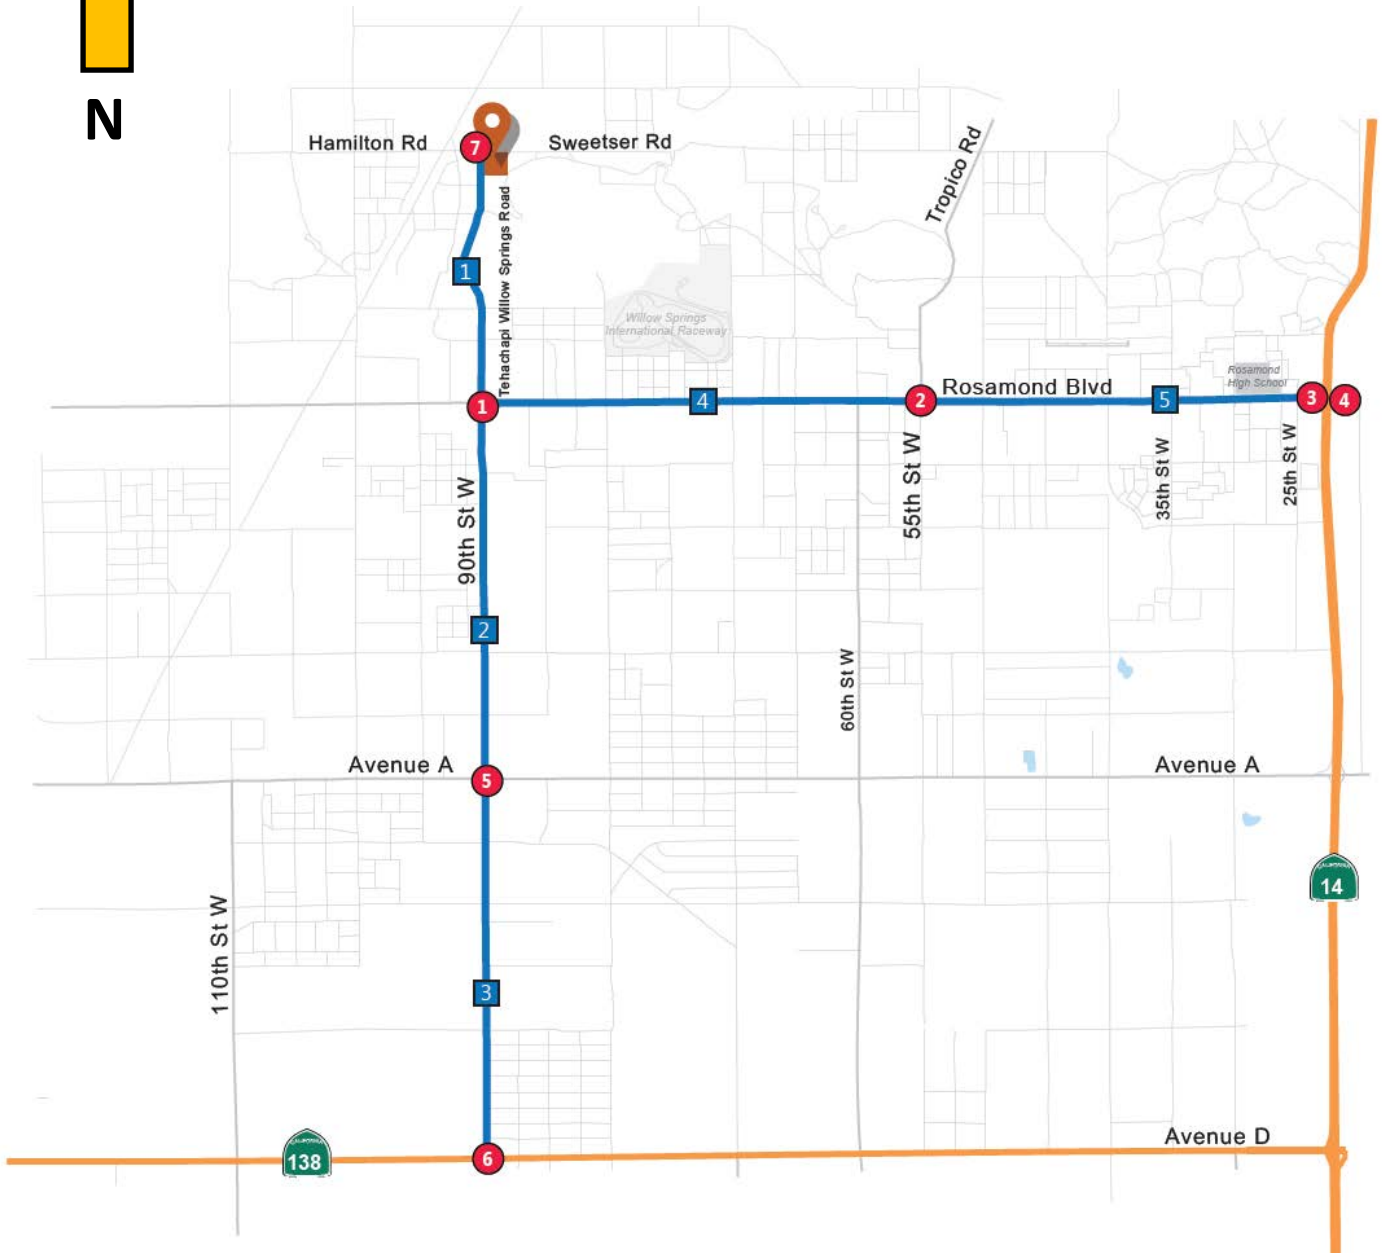 N
Hamilton Rd
7
Sweetser Rd
Tropico Rd
Tehachapi Willow Springs Road
1
Willow Springs
International Raceway
Rosamond
High School
Rosamond Blvd
1
4
2
5
3
4
90th St W
55th St W
35th St W
25th St W
2
60th St W
Avenue A
5
Avenue A
CALIFORNIA
14
110th St W
3
Avenue D
CALIFORNIA
138
6